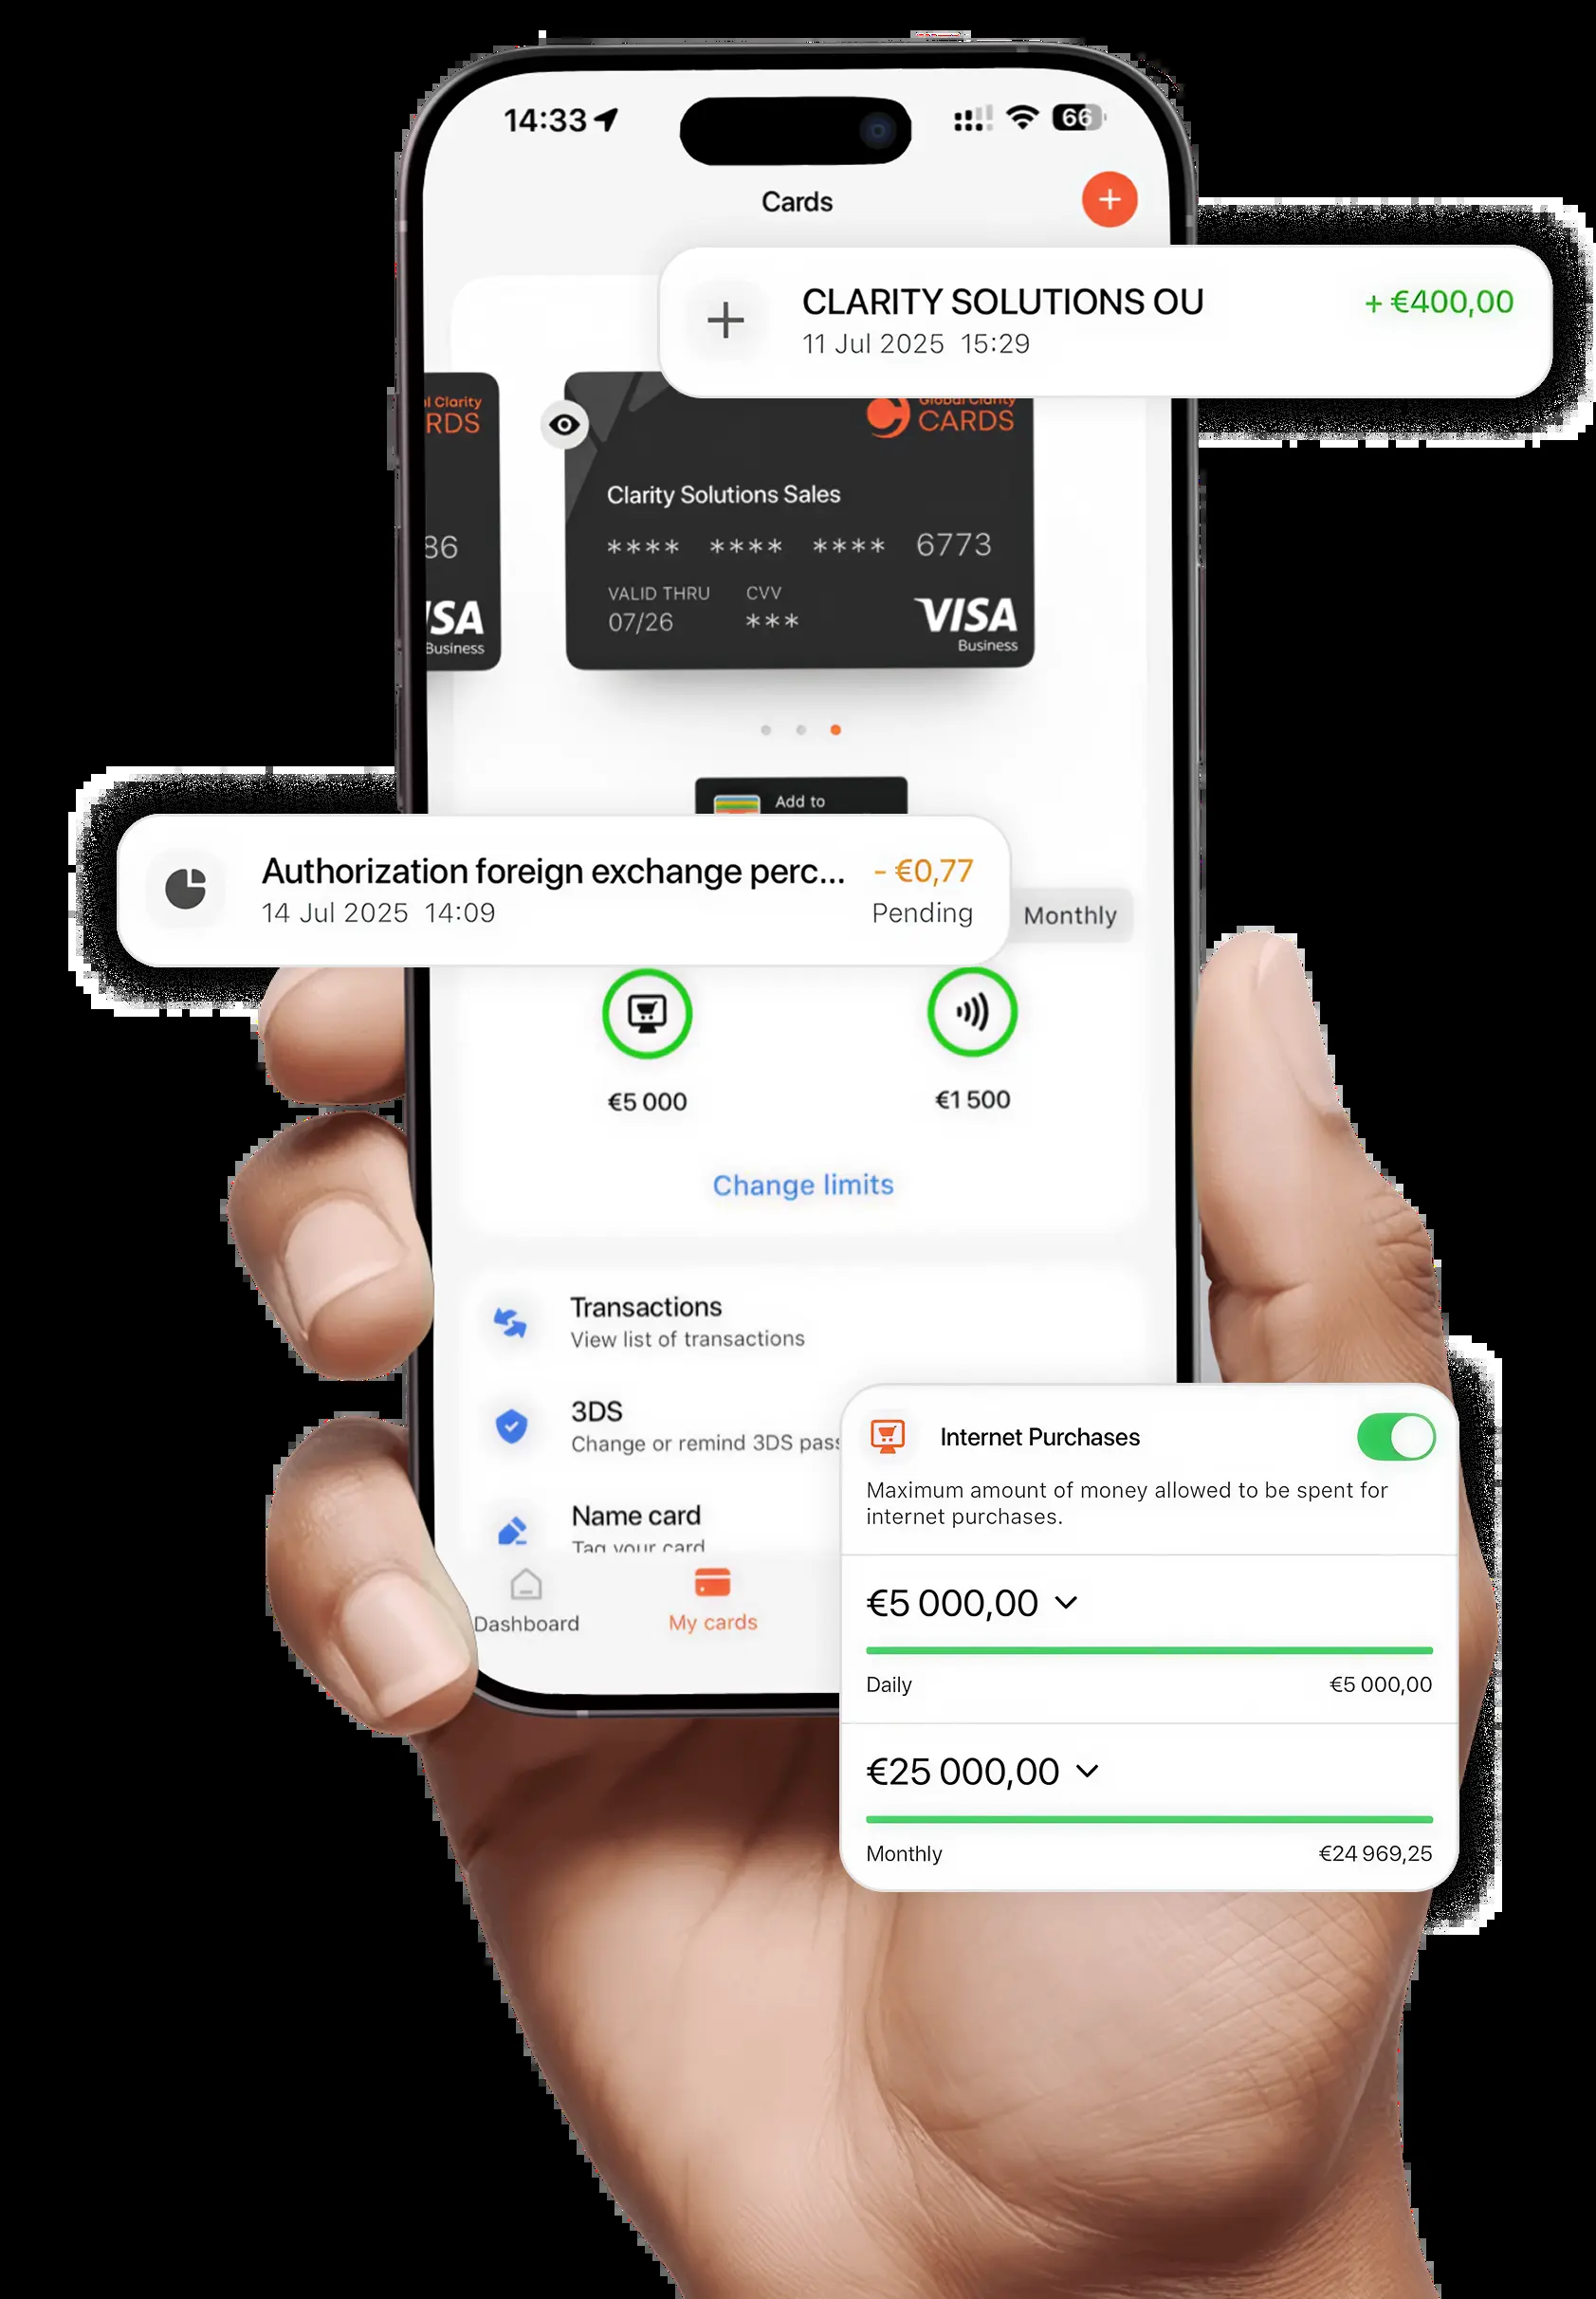 14:33
66
Cards
CLARITY SOLUTIONS OU
+ €400,00
11 Jul 2025 15:29
l Clarity
RDS
Global Clarity
CARDS
Clarity Solutions Sales
**** **** **** 6773
86
VALID THRU CVV
07/26 ***
VISA
Business
ISA
Business
Add to
Authorization foreign exchange perc...
- €0,77
14 Jul 2025 14:09
Pending
Monthly
€5 000
€1 500
Change limits
Transactions
View list of transactions
3DS
Change or remind 3DS pass
Name card
Tag your card
Dashboard
My cards
Internet Purchases
Maximum amount of money allowed to be spent for
internet purchases.
€5 000,00
Daily
€5 000,00
€25 000,00
Monthly
€24 969,25